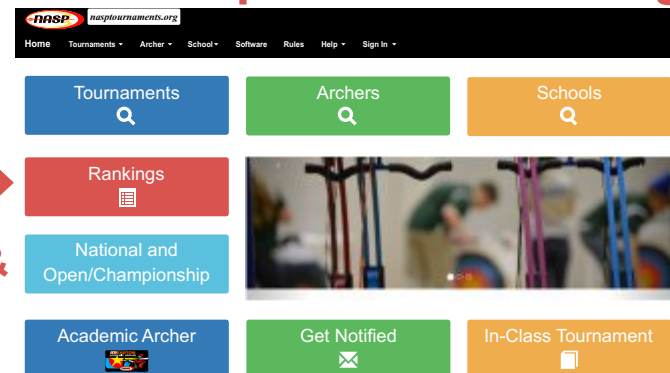 NASP nasptournaments.org
Home Tournaments Archer School Software Rules Help Sign In
Tournaments
Archers
Schools
Rankings
National and
Open/Championship
&
Academic Archer
Get Notified
In-Class Tournament